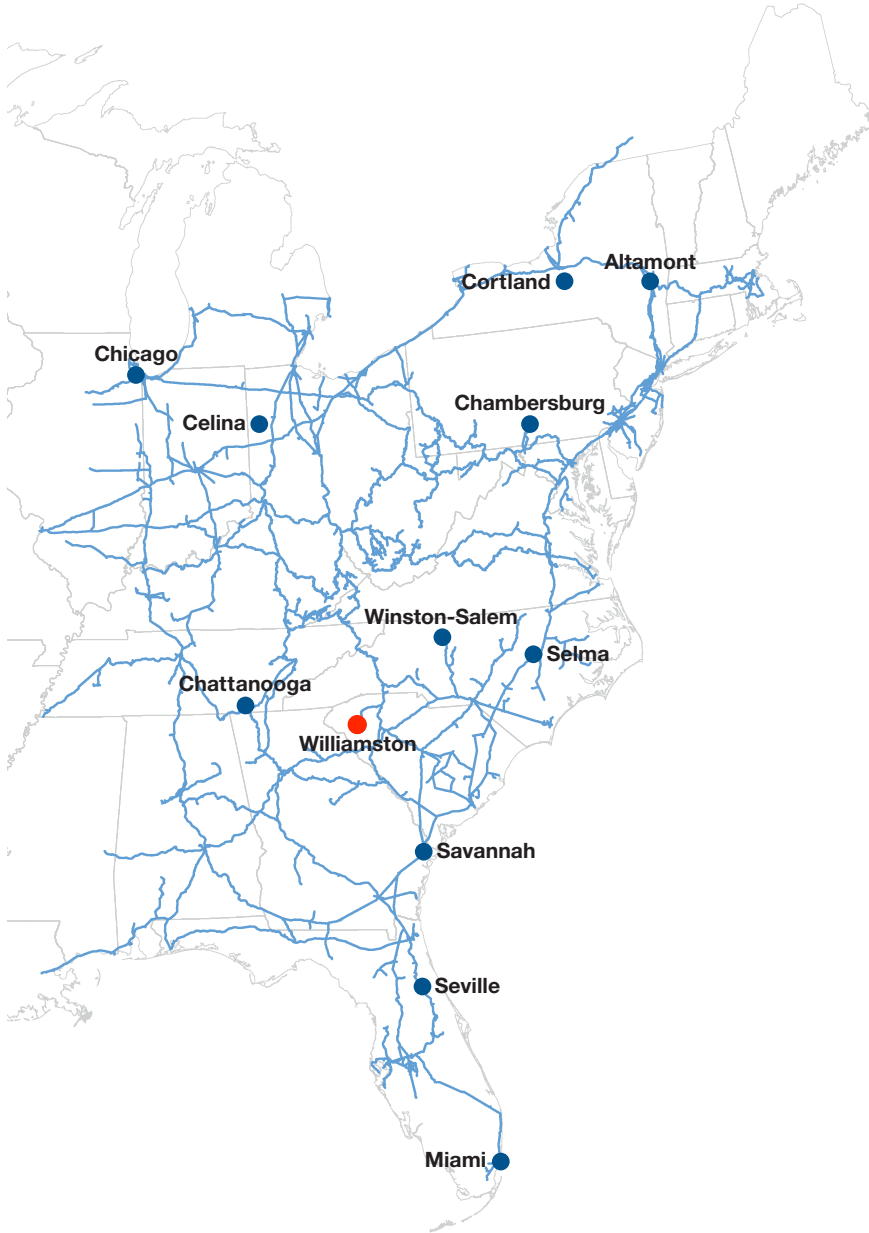 Altamont
Cortland
Chicago
Chambersburg
Celina
Winston-Salem
Selma
Chattanooga
Williamston
Savannah
Seville
Miami